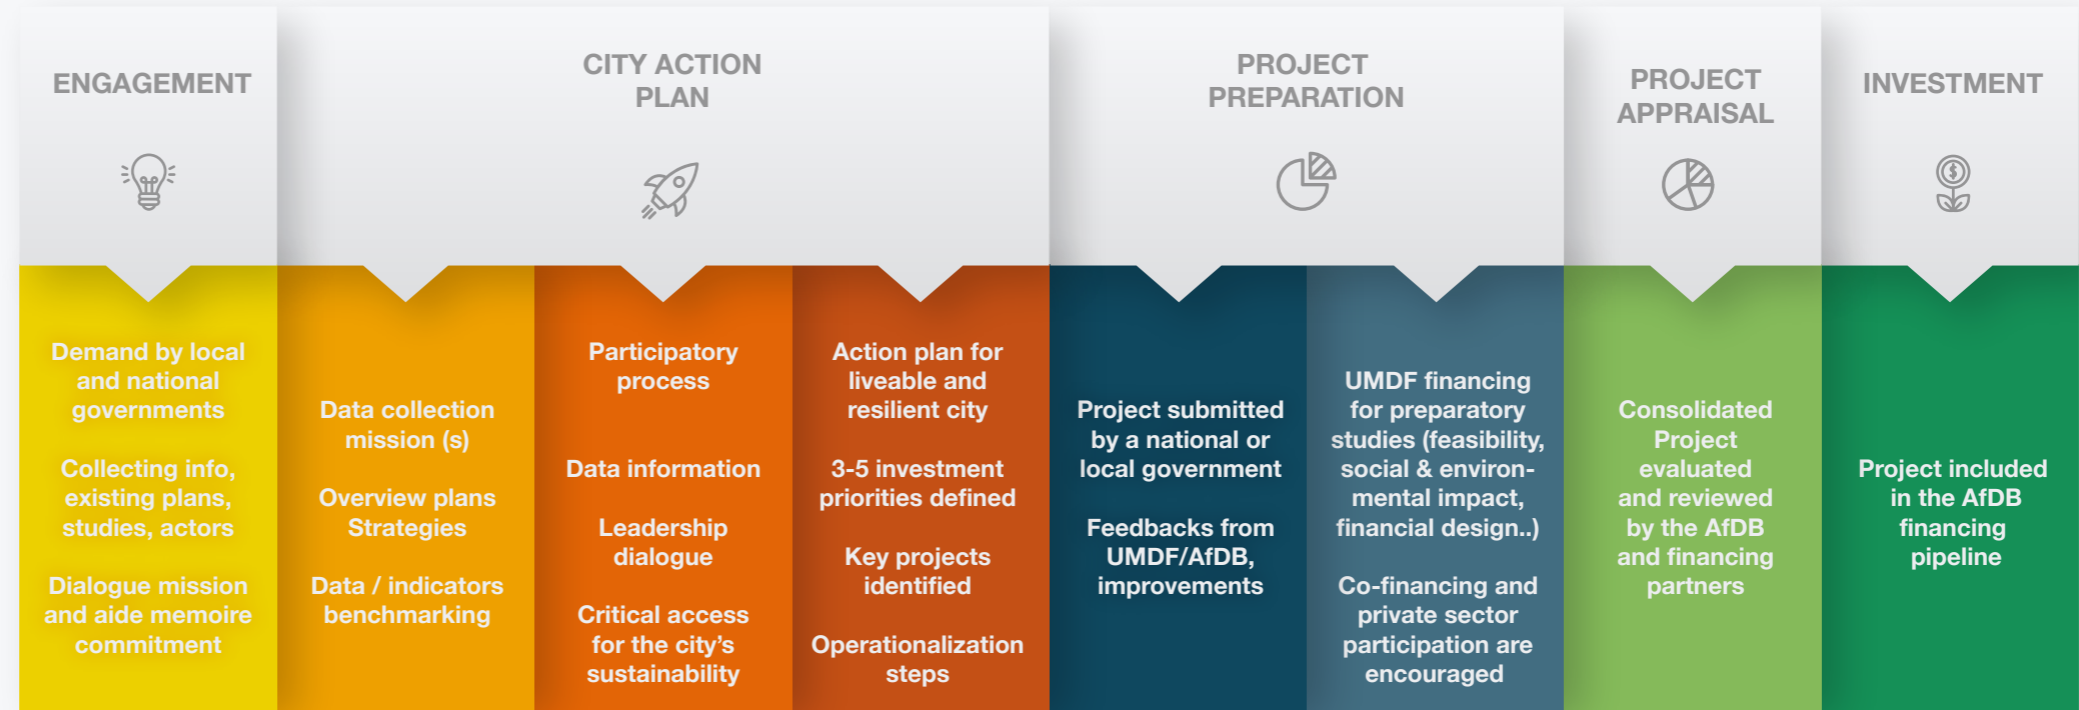 ENGAGEMENT
CITY ACTION
PLAN
PROJECT
PREPARATION
PROJECT
APPRAISAL
INVESTMENT
Demand by local
and national
governments
Collecting info,
existing plans,
studies, actors
Dialogue mission
and aide memoire
commitment
Data collection
mission (s)
Overview plans
Strategies
Data / indicators
benchmarking
Participatory
process
Data information
Leadership
dialogue
Critical access
for the city's
sustainability
Action plan for
liveable and
resilient city
3-5 investment
priorities defined
Key projects
identified
Operationalization
steps
Project submitted
by a national or
local government
Feedbacks from
UMDF/AfDB,
improvements
UMDF financing
for preparatory
studies (feasibility,
social & environ-
mental impact,
financial design..)
Co-financing and
private sector
participation are
encouraged
Consolidated
Project
evaluated
and reviewed
by the AfDB
and financing
partners
Project included
in the AfDB
financing
pipeline